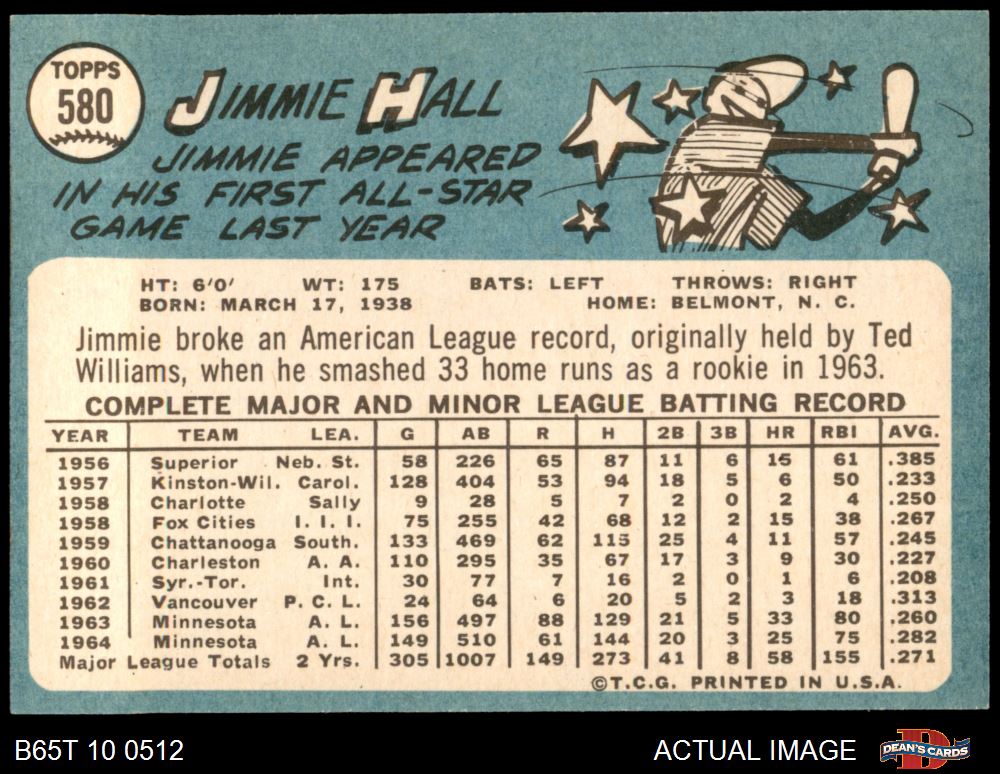 TOPPS
580
JIMMIE HALL
JIMMIE APPEARED
IN HIS FIRST ALL-STAR
GAME LAST YEAR
HT: 6'0' WT: 175 BATS: LEFT THROWS: RIGHT
BORN: MARCH 17, 1938 HOME: BELMONT, N. C.
Jimmie broke an American League record, originally held by Ted
Williams, when he smashed 33 home runs as a rookie in 1963.
COMPLETE MAJOR AND MINOR LEAGUE BATTING RECORD
YEAR TEAM LEA. G AB R H 2B 3B HR RBI AVG.
1956 Superior Neb. St. 58 226 65 87 11 6 15 61 .385
1957 Kinston-Wil. Carol. 128 404 53 94 18 5 6 50 .233
1958 Charlotte Sally 9 28 5 7 2 0 2 4 .250
1958 Fox Cities I. I. I. 75 255 42 68 12 2 15 38 .267
1959 Chattanooga South. 133 469 62 115 25 4 11 57 .245
1960 Charleston A. A. 110 295 35 67 17 3 9 30 .227
1961 Syr.-Tor. Int. 30 77 7 16 2 0 1 6 .208
1962 Vancouver P. C. L. 24 64 6 20 5 2 3 18 .313
1963 Minnesota A. L. 156 497 88 129 21 5 33 80 .260
1964 Minnesota A. L. 149 510 61 144 20 3 25 75 .282
Major League Totals 2 Yrs. 305 1007 149 273 41 8 58 155 .271
©T.C.G. PRINTED IN U.S.A.
B65T 10 0512 ACTUAL IMAGE DEAN'S CARDS